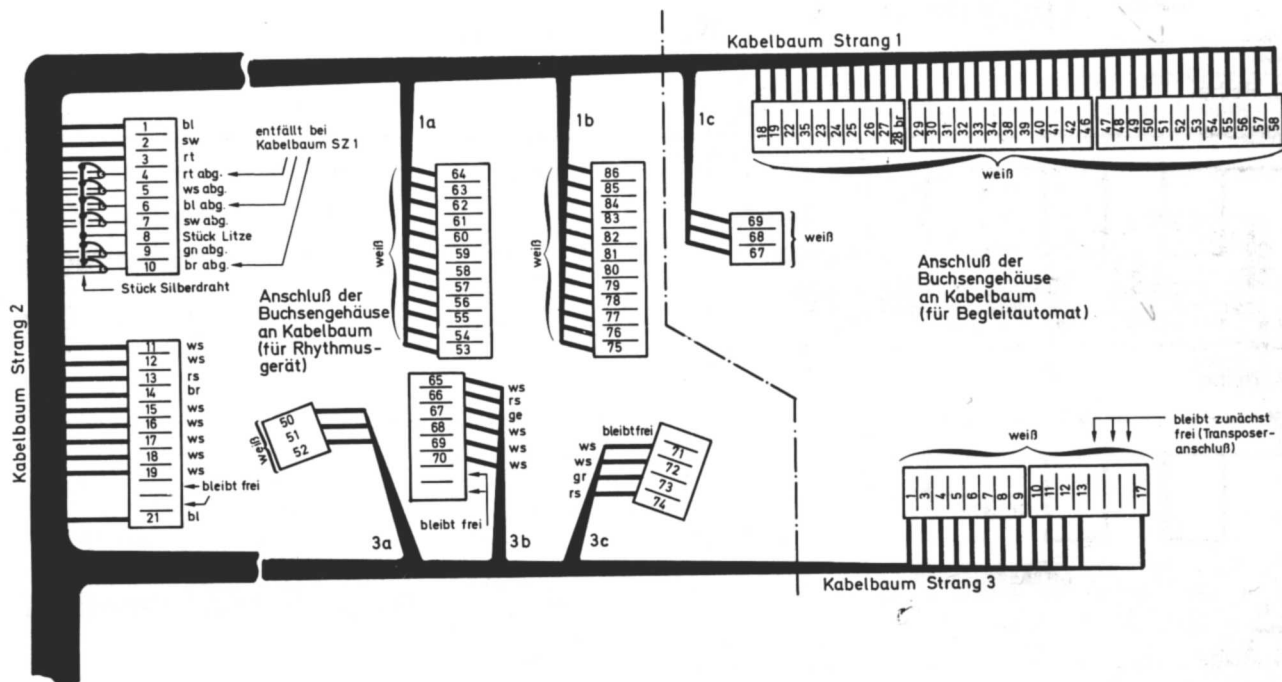 Kabelbaum Strang 1
1a
1b
1c
18 19 22 35 23 24 25 26 27 28 br
29 30 31 32 33 34 38 39 40 41 42 46
47 48 49 50 51 52 53 54 55 56 57 58
weiß
1 bl
2 sw
3 rt
4 rt abg.
5 ws abg.
6 bl abg.
7 sw abg.
8 Stück Litze
9 gn abg.
10 br abg.
entfällt bei
Kabelbaum SZ 1
Stück Silberdraht
64
63
62
61
60
59
58
57
56
55
54
53
weiß
86
85
84
83
82
81
80
79
78
77
76
75
weiß
69
68
67
weiß
Anschluß der
Buchsengehäuse
an Kabelbaum
(für Rhythmus-
gerät)
Anschluß der
Buchsengehäuse
an Kabelbaum
(für Begleitautomat)
Kabelbaum Strang 2
11 ws
12 ws
13 rs
14 br
15 ws
16 ws
17 ws
18 ws
19 ws
bleibt frei
21 bl
50
51
52
weiß
65 ws
66 rs
67 ge
68 ws
69 ws
70 ws
bleibt frei
bleibt frei
ws 71
ws 72
gr 73
rs 74
bleibt zunächst
frei (Transposer-
anschluß)
weiß
1 3 4 5 6 7 8 9
10 11 12 13 17
3a
3b
3c
Kabelbaum Strang 3